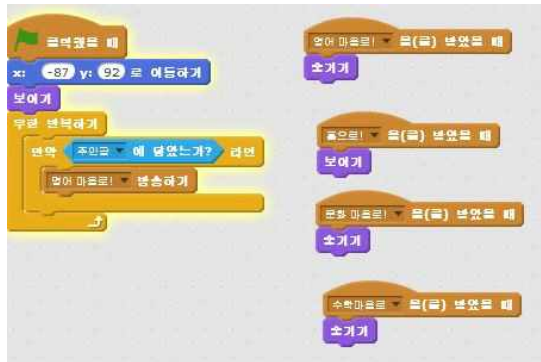 클릭했을 때
x: -87 y: 92 로 이동하기
보이기
무한 반복하기
만약 주인공 에 닿았는가? 라면
영어 마을로! 방송하기
영어 마을로! 을(를) 받았을 때
숨기기
홈으로! 을(를) 받았을 때
보이기
문화 마을로! 을(를) 받았을 때
숨기기
수학마을로 을(를) 받았을 때
숨기기